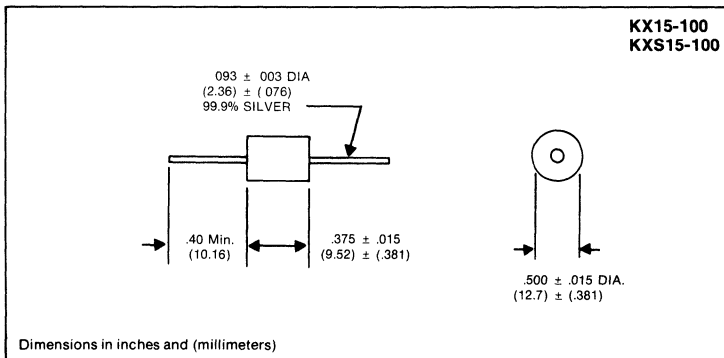 KX15-100
KXS15-100
093 ± 003 DIA
(2.36) ± (076)
99.9% SILVER
.40 Min.
(10.16)
.375 ± .015
(9.52) ± (.381)
.500 ± .015 DIA.
(12.7) ± (.381)
Dimensions in inches and (millimeters)